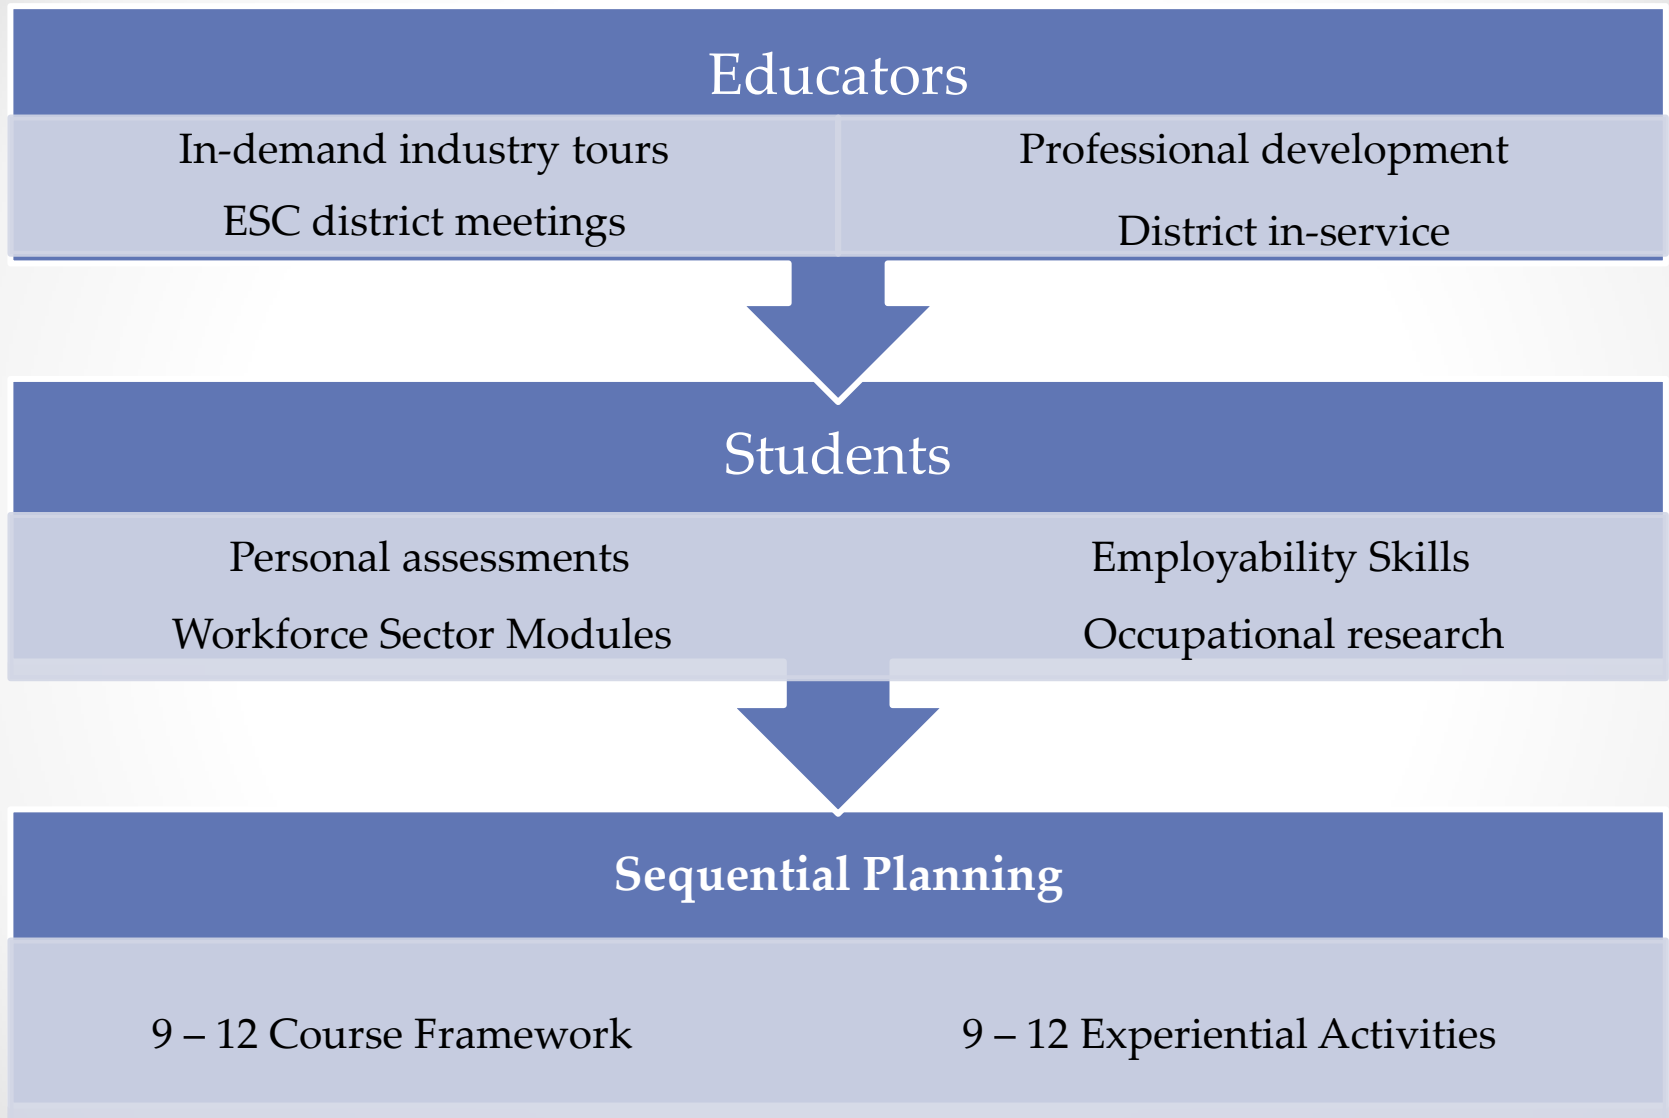 Educators
In-demand industry tours
Professional development
ESC district meetings
District in-service
Students
Personal assessments
Employability Skills
Workforce Sector Modules
Occupational research
Sequential Planning
9 – 12 Course Framework
9 – 12 Experiential Activities